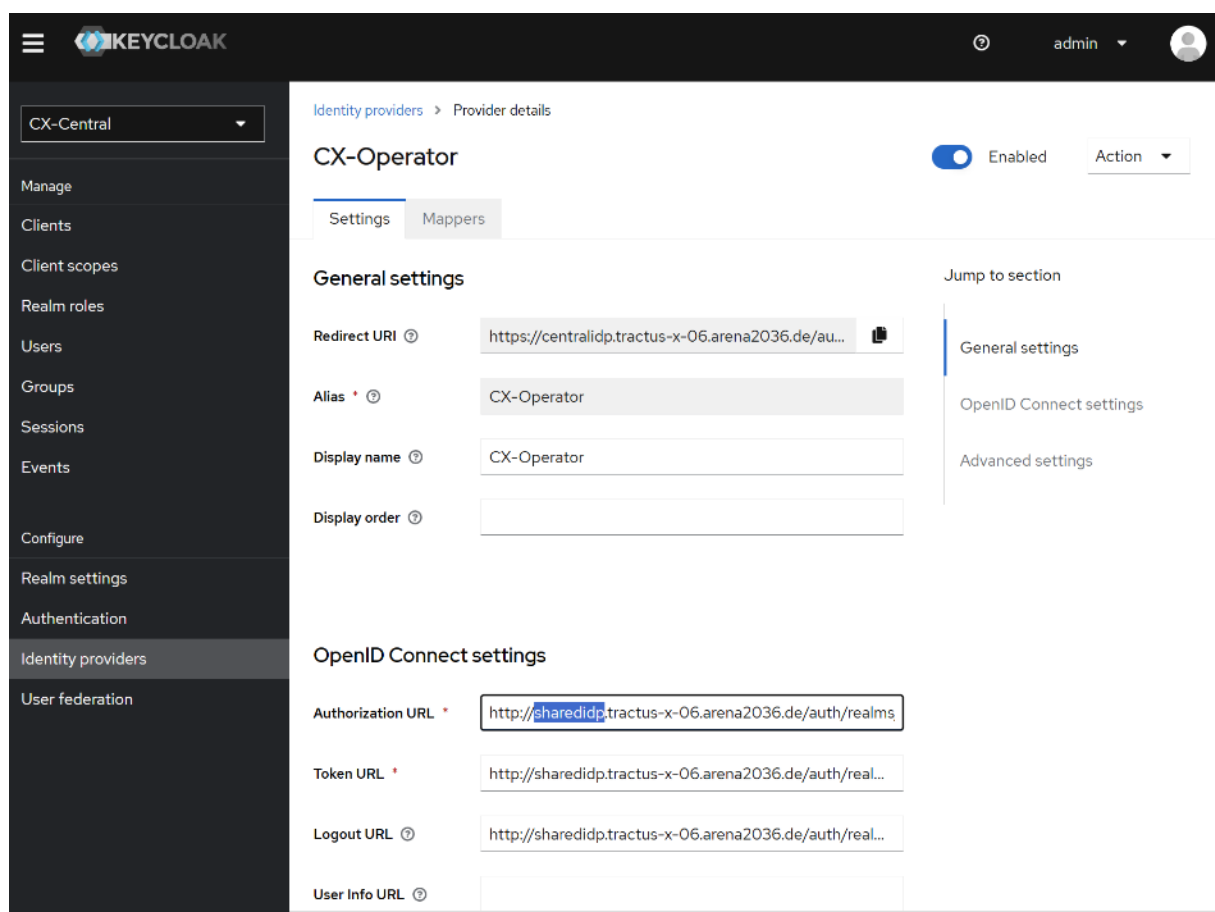 KEYCLOAK
admin
CX-Central
Manage
Clients
Client scopes
Realm roles
Users
Groups
Sessions
Events
Configure
Realm settings
Authentication
Identity providers
User federation
Identity providers > Provider details
CX-Operator
Enabled
Action
Settings
Mappers
General settings
Redirect URI
https://centralidp.tractus-x-06.arena2036.de/au...
Alias *
CX-Operator
Display name
CX-Operator
Display order
Jump to section
General settings
OpenID Connect settings
Advanced settings
OpenID Connect settings
Authorization URL *
http://sharedidp.tractus-x-06.arena2036.de/auth/realms
Token URL *
http://sharedidp.tractus-x-06.arena2036.de/auth/real...
Logout URL
http://sharedidp.tractus-x-06.arena2036.de/auth/real...
User Info URL